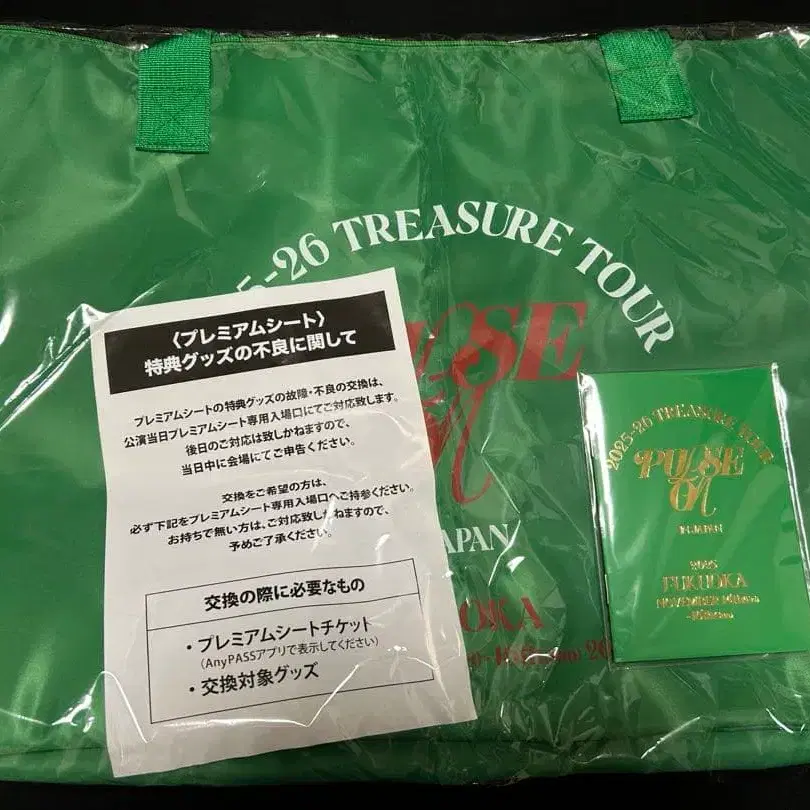 5-26 TREASURE TOUR
〈プレミアムシート〉
特典グッズの不良に関して
プレミアムシートの特典グッズの故障・不良の交換は、
公演当日プレミアムシート専用入場口にてご対応致します。
後日のご対応は致しかねますので、
当日中に会場にてご申告ください。
交換をご希望の方は、
必ず下記をプレミアムシート専用入場口へご持参ください。
お持ちで無い方は、ご対応致しかねますので、
予めご了承ください。
交換の際に必要なもの
・プレミアムシートチケット
(AnyPASSアプリで表示してください)
・交換対象グッズ
SE
ON
APAN
OKA
2025-26 TREASURE TOUR
PULSE
ON
IN JAPAN
2025
FUKUOKA
NOVEMBER